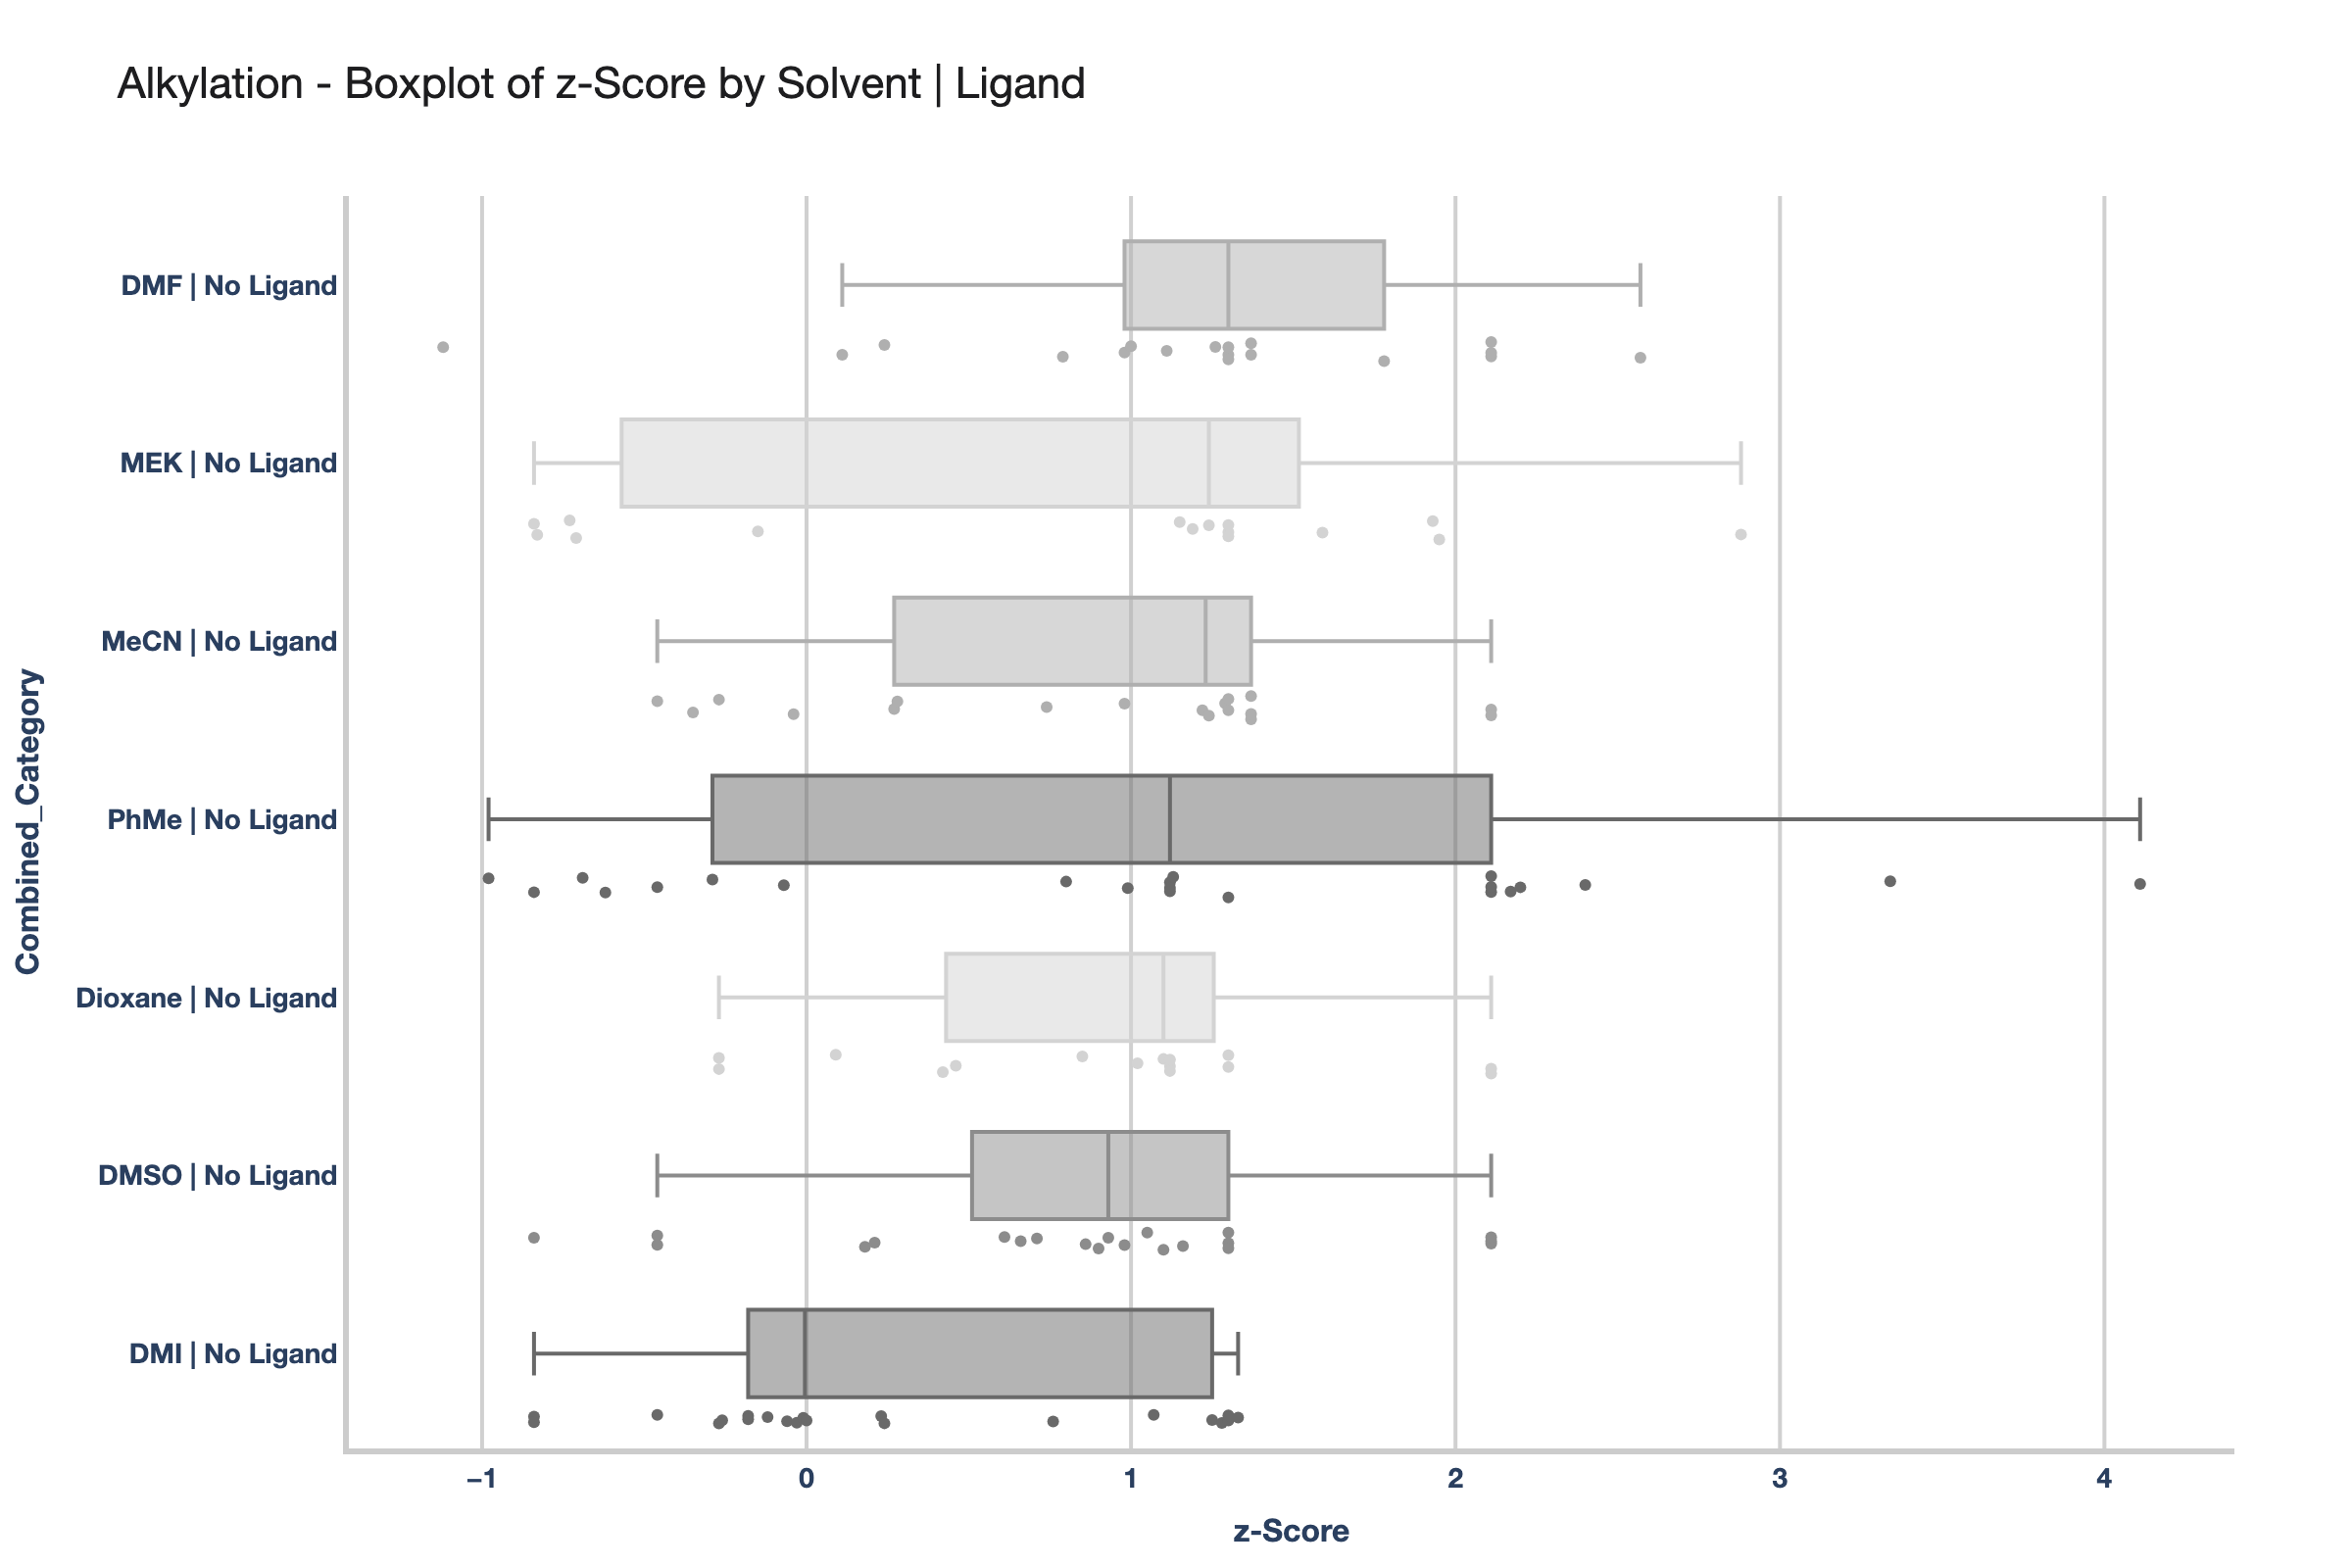 Alkylation - Boxplot of z-Score by Solvent | Ligand
Combined_Category
DMF | No Ligand
MEK | No Ligand
MeCN | No Ligand
PhMe | No Ligand
Dioxane | No Ligand
DMSO | No Ligand
DMI | No Ligand
−1 0 1 2 3 4
z-Score